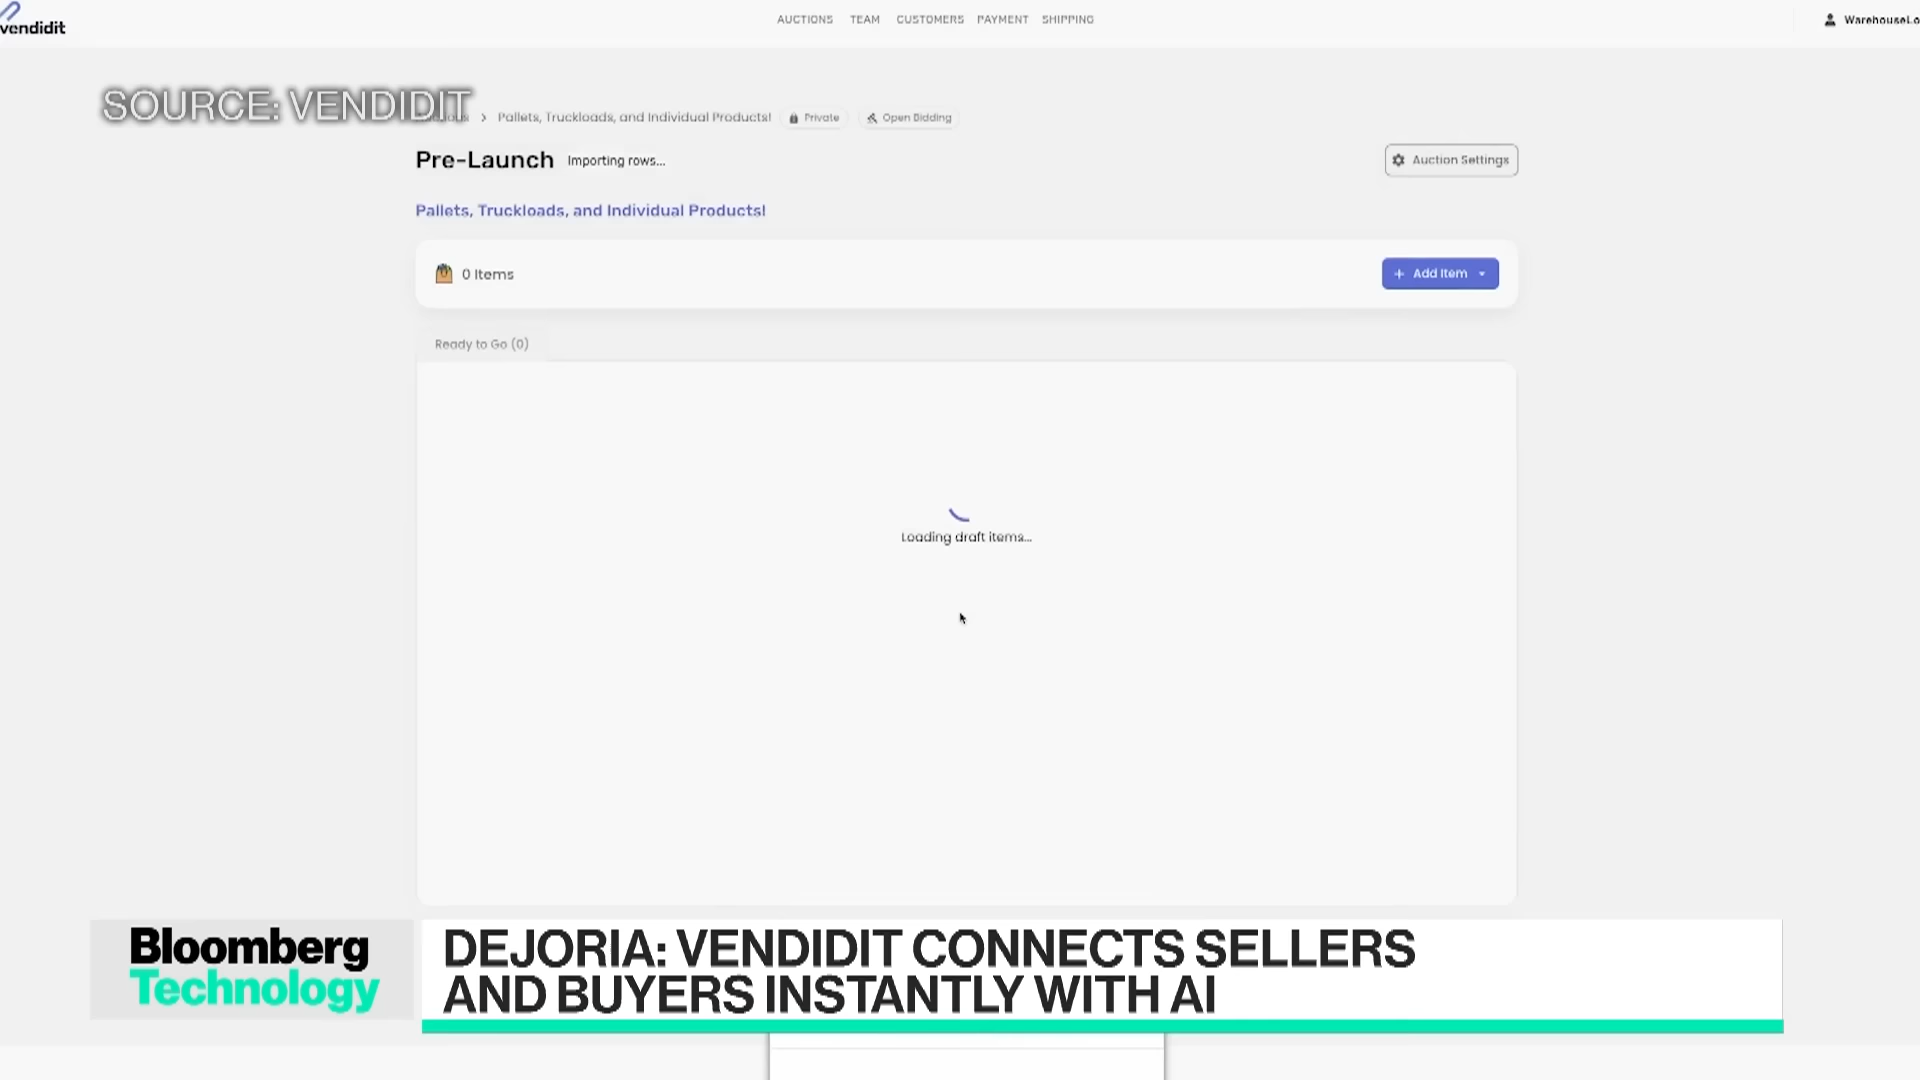 vendidit
AUCTIONS TEAM CUSTOMERS PAYMENT SHIPPING
WarehouseLo
SOURCE: VENDIDIT
> Pallets, Truckloads, and Individual Products! Private Open Bidding
Pre-Launch Importing rows...
Auction Settings
Pallets, Truckloads, and Individual Products!
0 Items
+ Add Item
Ready to Go (0)
Loading draft items...
Bloomberg
Technology
DEJORIA: VENDIDIT CONNECTS SELLERS
AND BUYERS INSTANTLY WITH AI